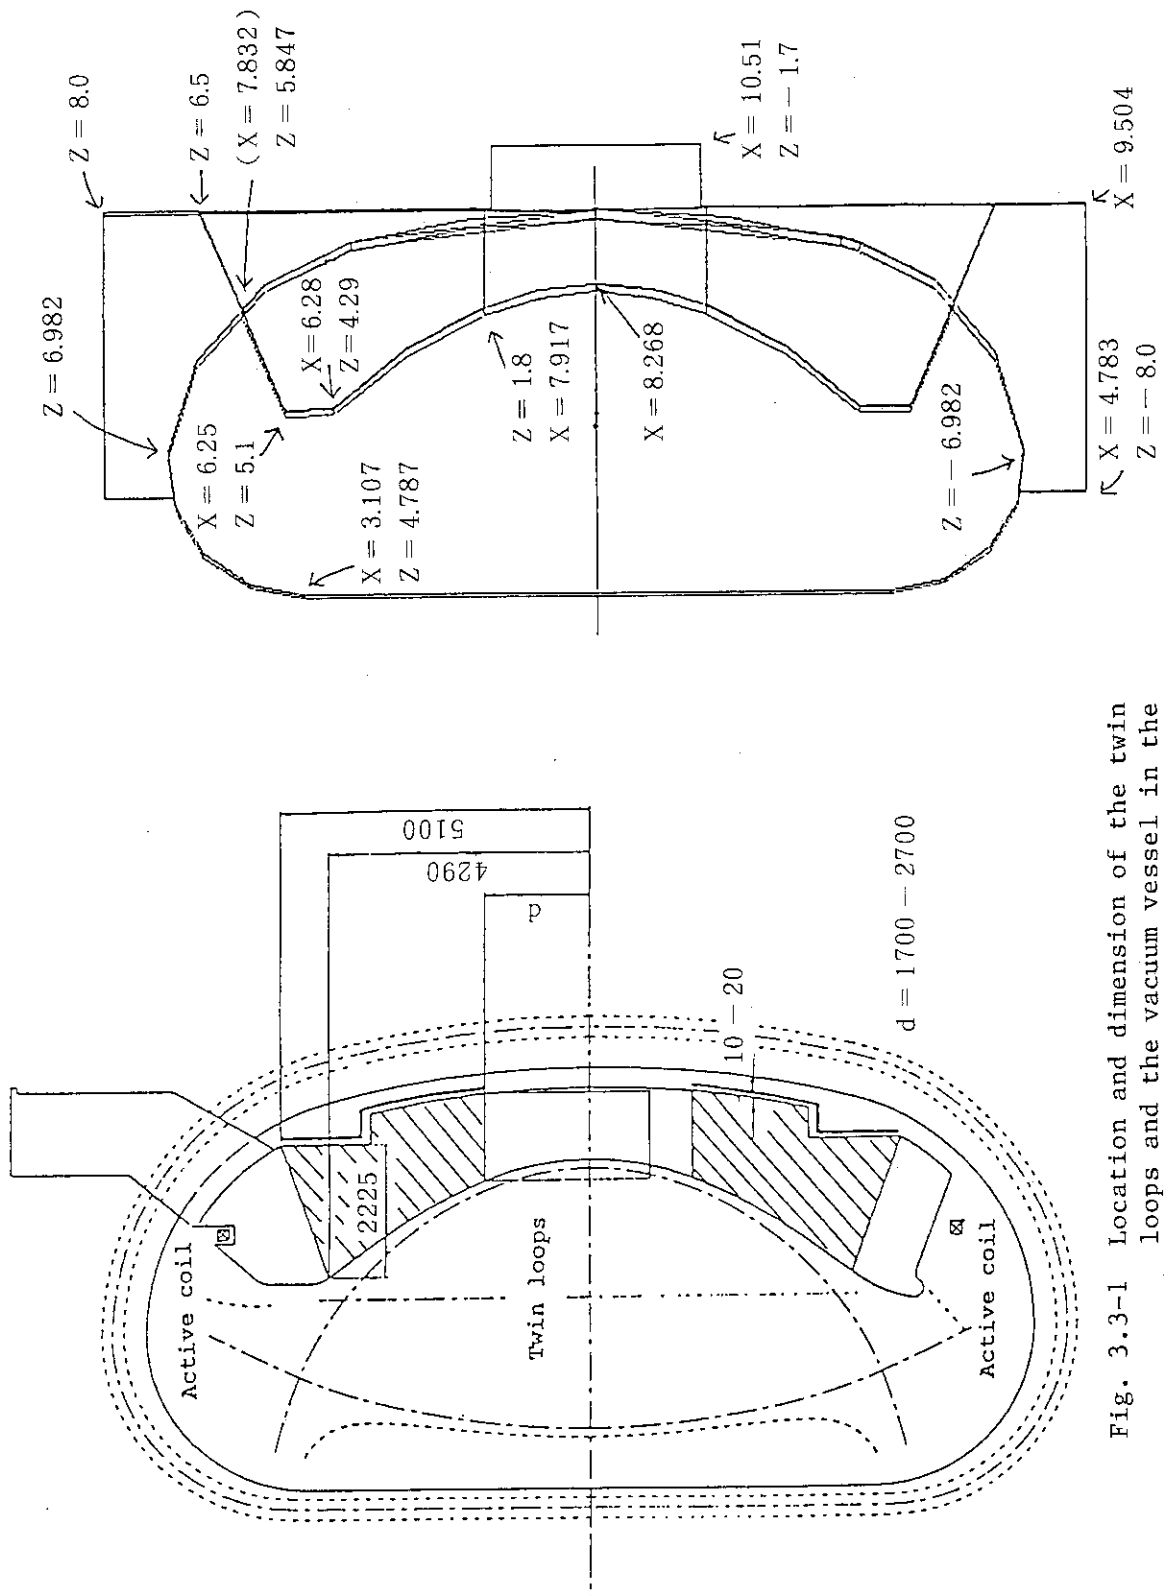 Z = 8.0
Z = 6.5
(X = 7.832)
Z = 5.847
Z = 6.982
X = 6.28
Z = 4.29
X = 6.25
Z = 5.1
X = 3.107
Z = 4.787
Z = 1.8
X = 7.917
X = 8.268
X = 10.51
Z = - 1.7
Z = - 6.982
X = 9.504
X = 4.783
Z = - 8.0
5100
4290
d
2225
10 - 20
d = 1700 - 2700
Active coil
Twin loops
Active coil
Fig. 3.3-1 Location and dimension of the twin
loops and the vacuum vessel in the